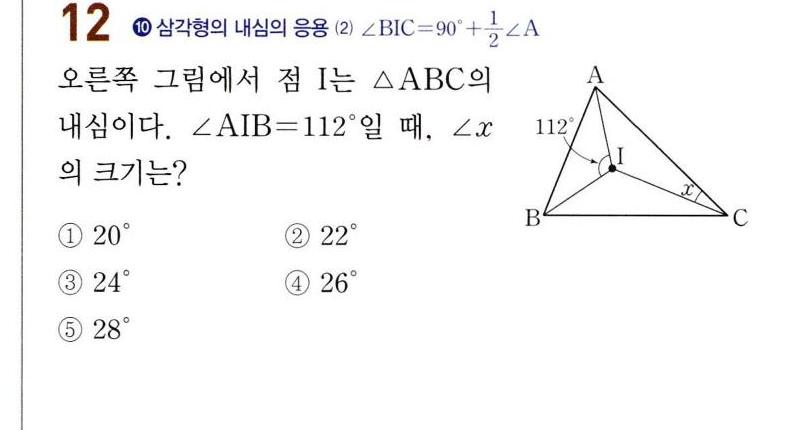 12 ⑩ 삼각형의 내심의 응용 (2) ∠BIC=90°+1/2∠A
오른쪽 그림에서 점 I는 △ABC의
내심이다. ∠AIB=112°일 때, ∠x
의 크기는?
① 20° ② 22°
③ 24° ④ 26°
⑤ 28°
A
112°
I
x
B
C